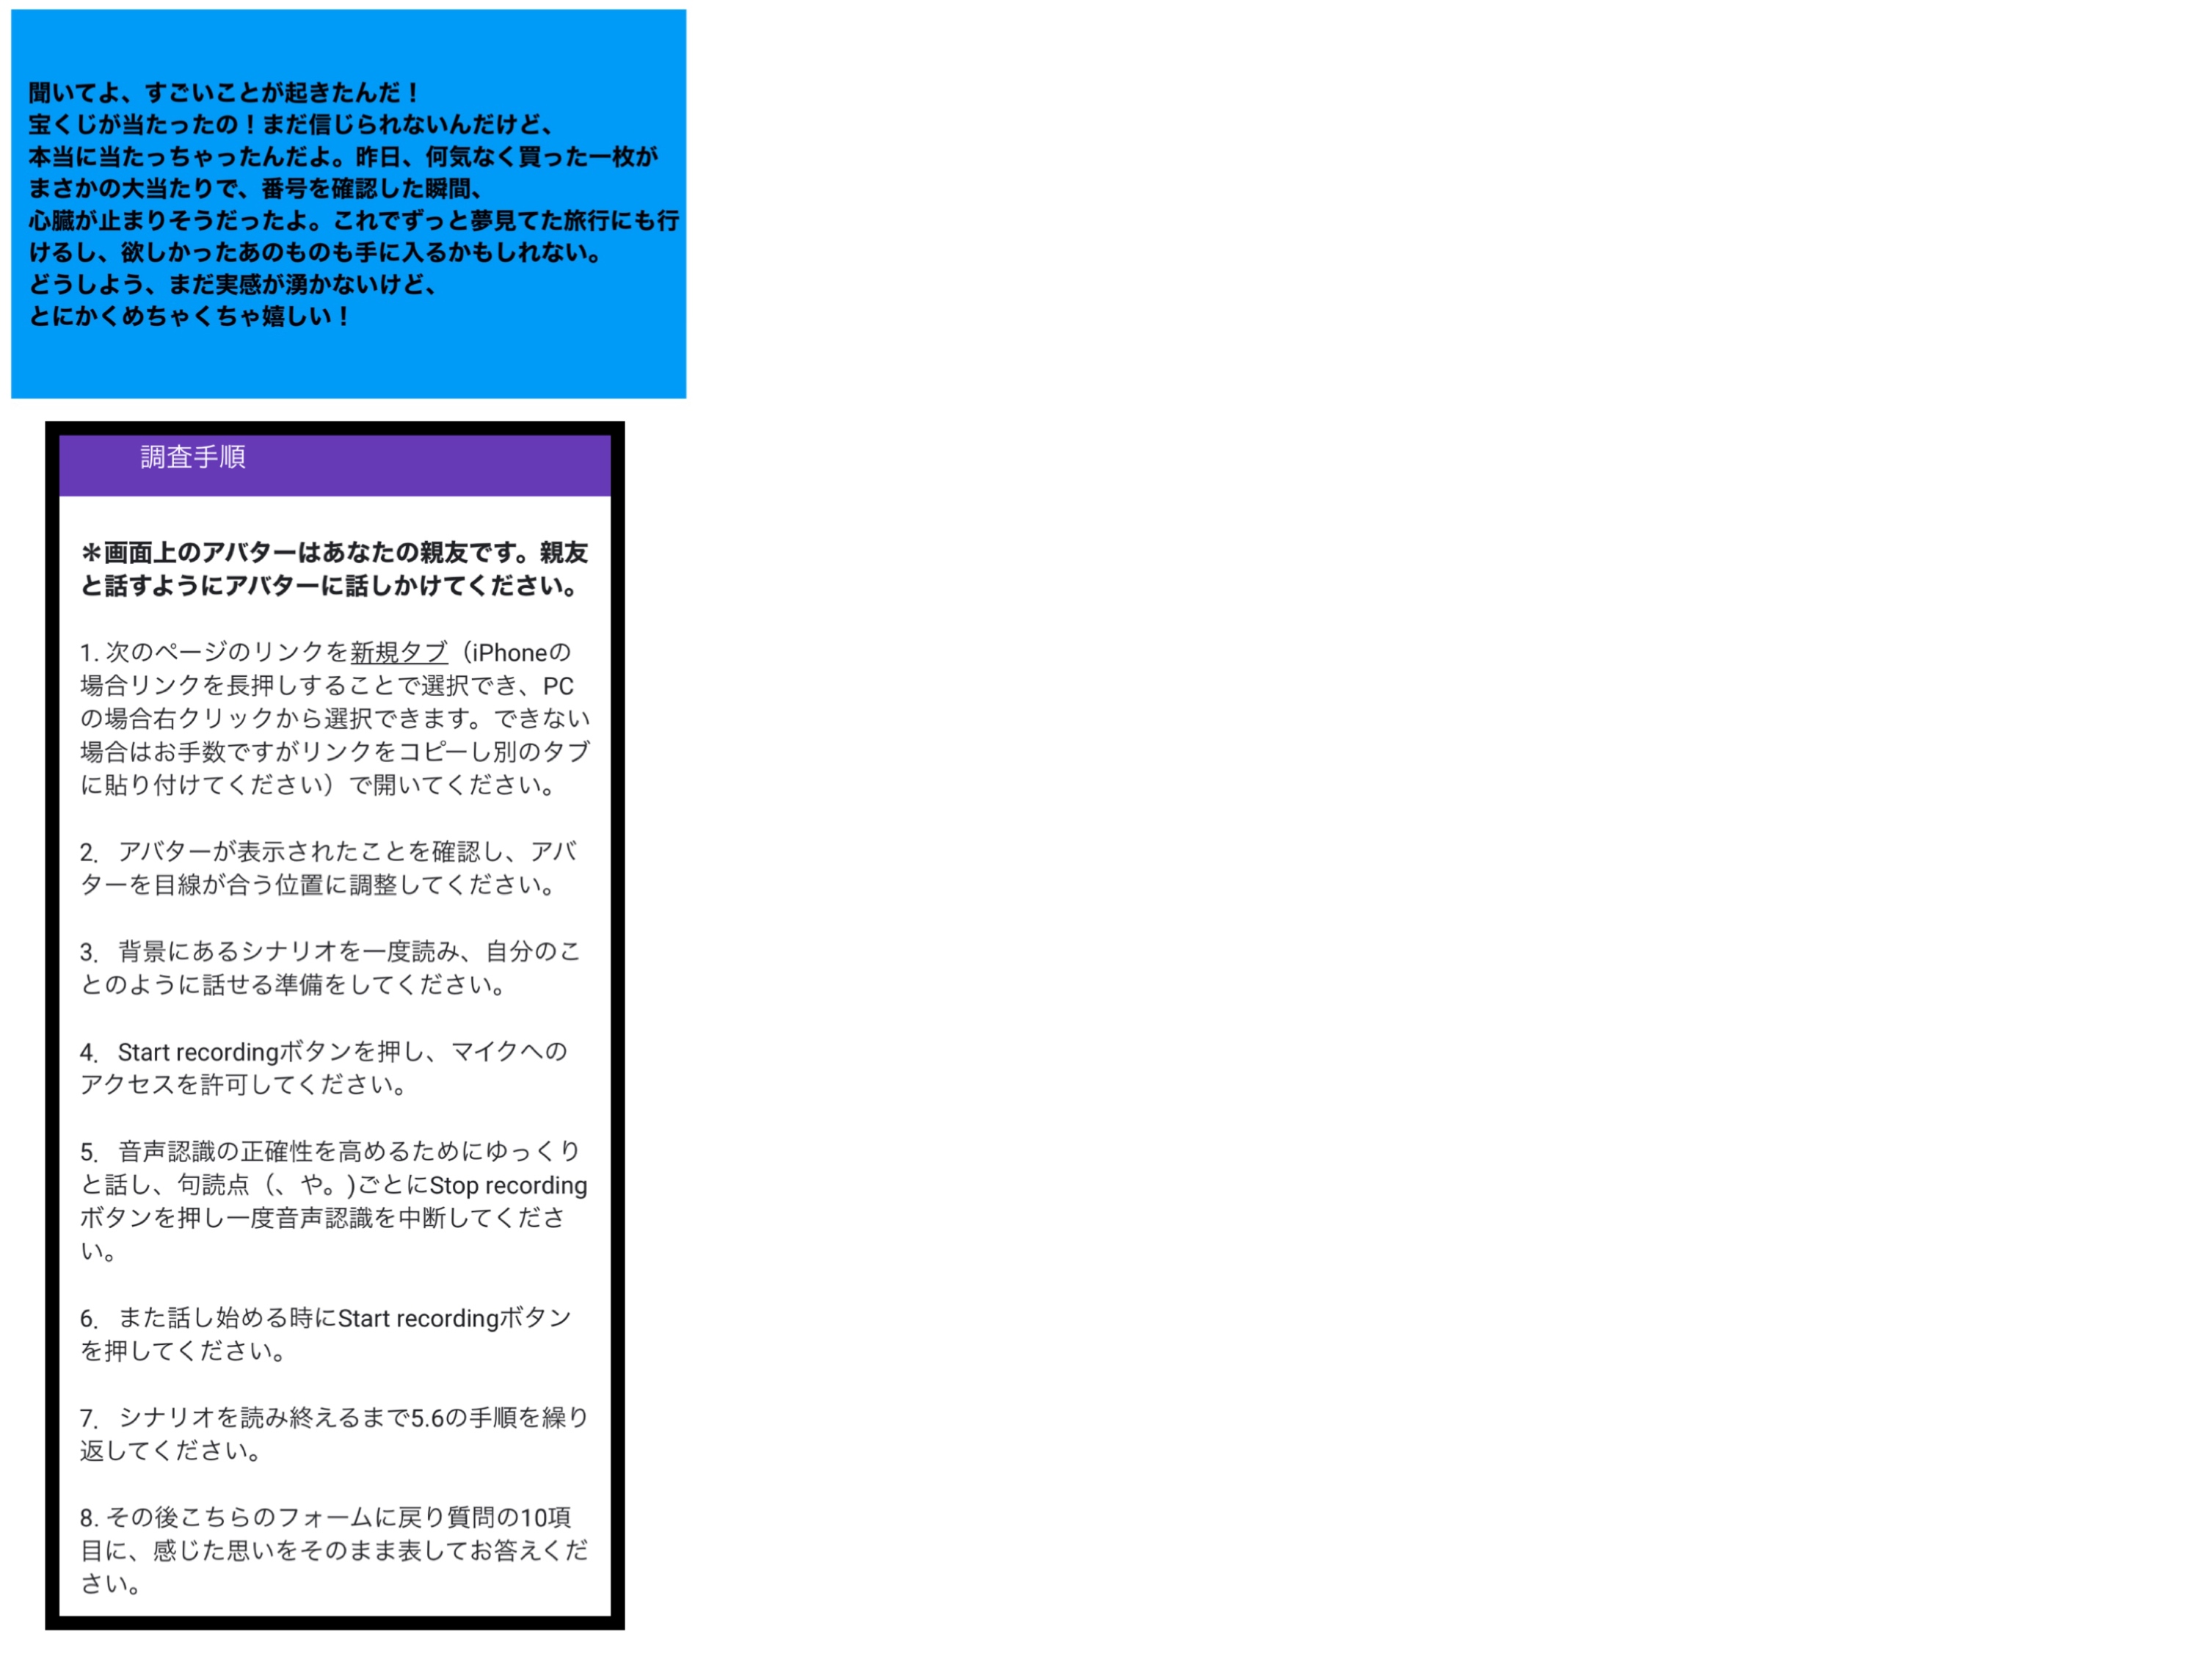 聞いてよ、すごいことが起きたんだ！
宝くじが当たったの！まだ信じられないんだけど、
本当に当たっちゃったんだよ。昨日、何気なく買った一枚が
まさかの大当たりで、番号を確認した瞬間、
心臓が止まりそうだったよ。これでずっと夢見てた旅行にも行
けるし、欲しかったあのものも手に入るかもしれない。
どうしよう、まだ実感が湧かないけど、
とにかくめちゃくちゃ嬉しい！
調査手順
＊画面上のアバターはあなたの親友です。親友
と話すようにアバターに話しかけてください。
1. 次のページのリンクを新規タブ（iPhoneの
場合リンクを長押しすることで選択でき、PC
の場合右クリックから選択できます。できない
場合はお手数ですがリンクをコピーし別のタブ
に貼り付けてください）で開いてください。
2． アバターが表示されたことを確認し、アバ
ターを目線が合う位置に調整してください。
3． 背景にあるシナリオを一度読み、自分のこ
とのように話せる準備をしてください。
4． Start recordingボタンを押し、マイクへの
アクセスを許可してください。
5． 音声認識の正確性を高めるためにゆっくり
と話し、句読点（、や。)ごとにStop recording
ボタンを押し一度音声認識を中断してくださ
い。
6． また話し始める時にStart recordingボタン
を押してください。
7． シナリオを読み終えるまで5.6の手順を繰り
返してください。
8. その後こちらのフォームに戻り質問の10項
目に、感じた思いをそのまま表してお答えくだ
さい。